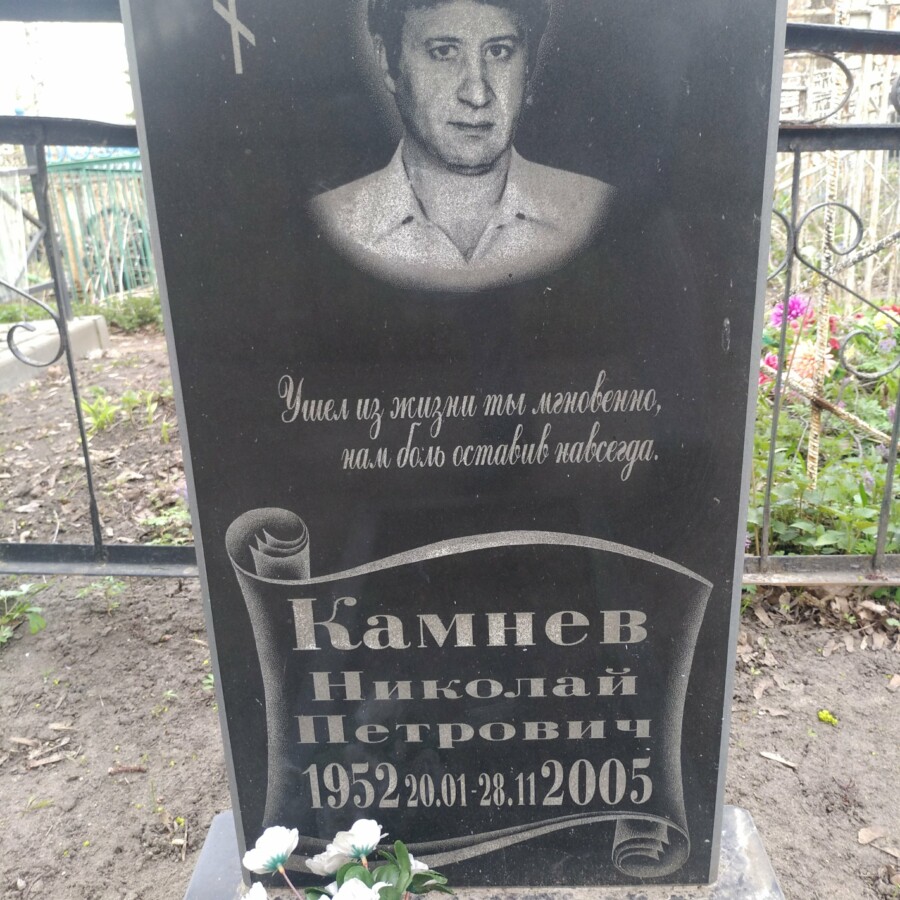 Ушел из жизни ты мгновенно,
нам боль оставив навсегда.
Камнев
Николай
Петрович
1952 20.01-28.11 2005